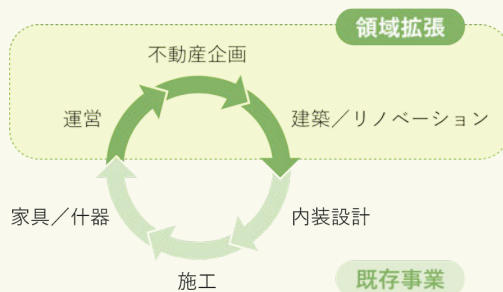 領域拡張
不動産企画
運営
建築／リノベーション
家具／什器
内装設計
施工
既存事業